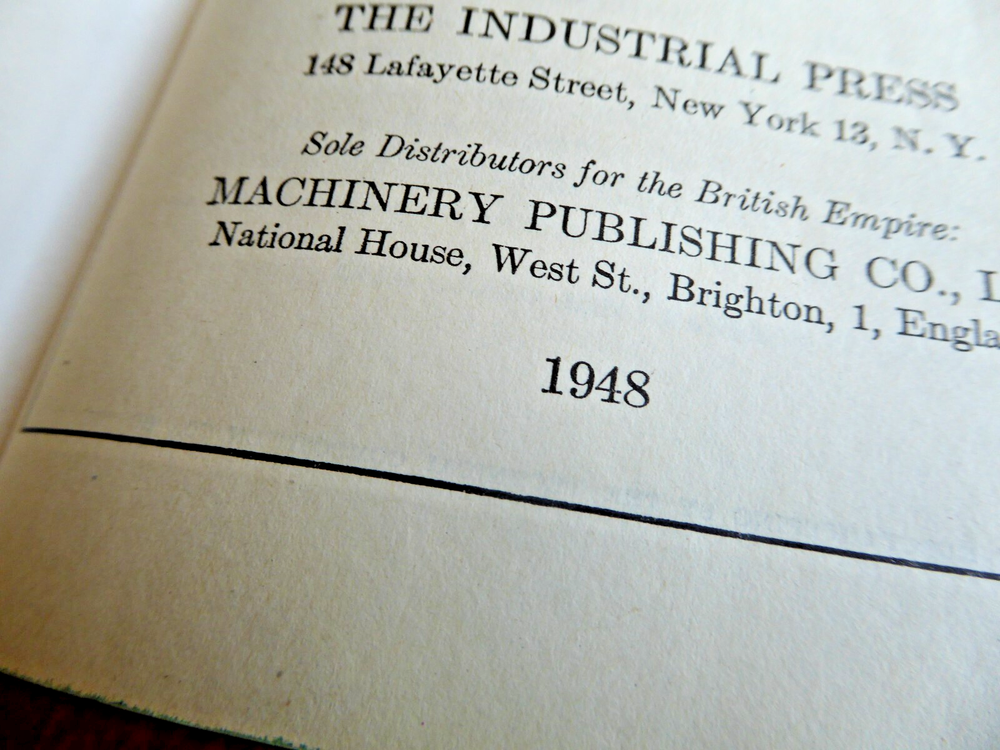 THE INDUSTRIAL PRESS
148 Lafayette Street, New York 13, N. Y.
Sole Distributors for the British Empire:
MACHINERY PUBLISHING CO., L
National House, West St., Brighton, 1, Engla
1948